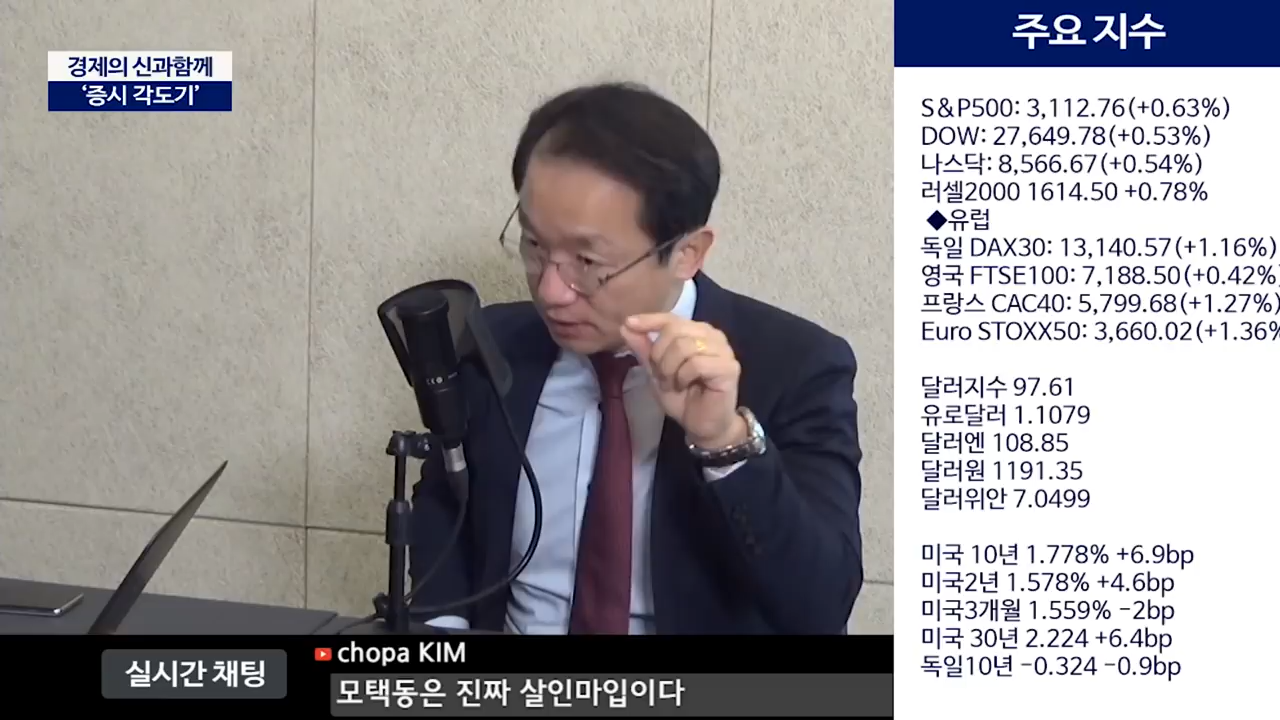 경제의 신과함께
‘증시 각도기’
주요 지수
S&P500: 3,112.76(+0.63%)
DOW: 27,649.78(+0.53%)
나스닥: 8,566.67(+0.54%)
러셀2000 1614.50 +0.78%
◆유럽
독일 DAX30: 13,140.57(+1.16%)
영국 FTSE100: 7,188.50(+0.42%)
프랑스 CAC40: 5,799.68(+1.27%)
Euro STOXX50: 3,660.02(+1.36%
달러지수 97.61
유로달러 1.1079
달러엔 108.85
달러원 1191.35
달러위안 7.0499
미국 10년 1.778% +6.9bp
미국2년 1.578% +4.6bp
미국3개월 1.559% -2bp
미국 30년 2.224 +6.4bp
독일10년 -0.324 -0.9bp
실시간 채팅
chopa KIM
모택동은 진짜 살인마입이다